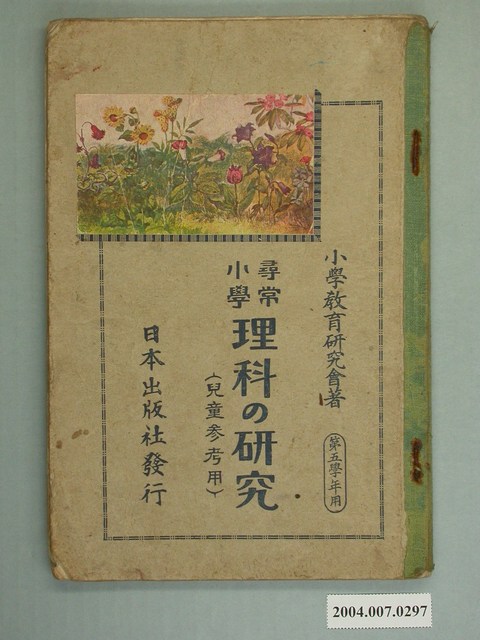 小學教育研究會著
第五學年用
尋常
小學
理科の研究
(兒童参考用)
日本出版社發行
2004.007.0297